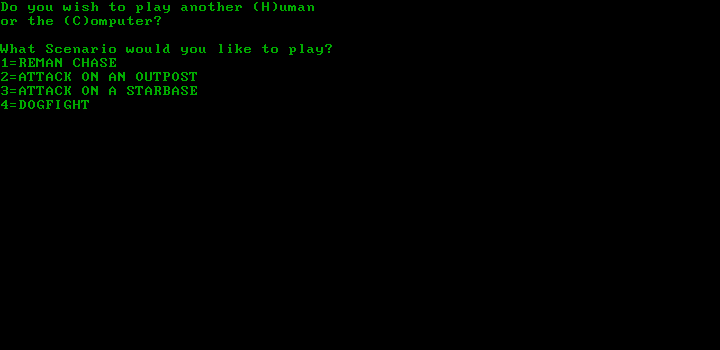 Do you wish to play another (H)uman
or the (C)omputer?
What Scenario would you like to play?
1=REMAN CHASE
2=ATTACK ON AN OUTPOST
3=ATTACK ON A STARBASE
4=DOGFIGHT